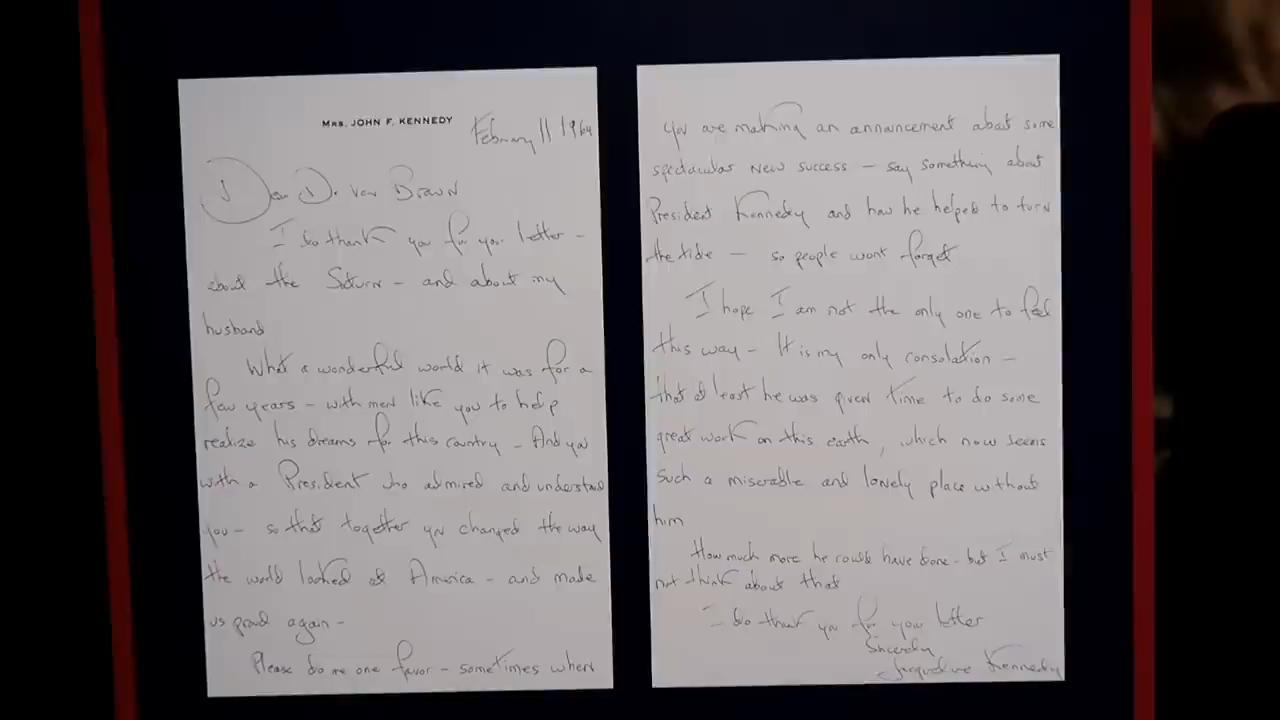 MRS. JOHN F. KENNEDY
February 11 1964
Dear Dr von Braun
I do thank you for your letter –
about the Saturn – and about my
husband
What a wonderful world it was for a
few years – with men like you to help
realize his dreams for this country – And you
with a President who admired and understood
you – so that together you changed the way
the world looked at America – and made
us proud again –
Please do me one favor – sometimes when
you are making an announcement about some
spectacular new success – say something about
President Kennedy and how he helped to turn
the tide – so people wont forget
I hope I am not the only one to feel
this way – It is my only consolation –
that at least he was given time to do some
great work on this earth, which now seems
such a miserable and lonely place without
him
How much more he could have done – but I must
not think about that
I do thank you for your letter
Sincerely
Jacqueline Kennedy